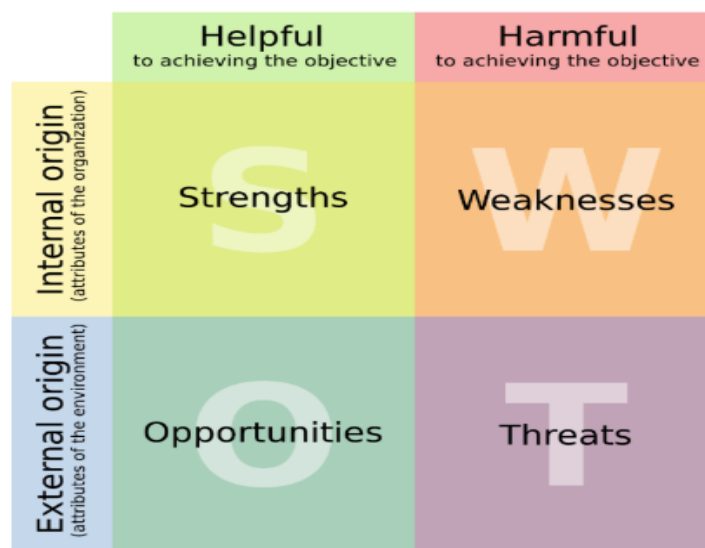 Helpful
to achieving the objective
Harmful
to achieving the objective
Internal origin
(attributes of the organization)
S
Strengths
W
Weaknesses
External origin
(attributes of the environment)
O
Opportunities
T
Threats